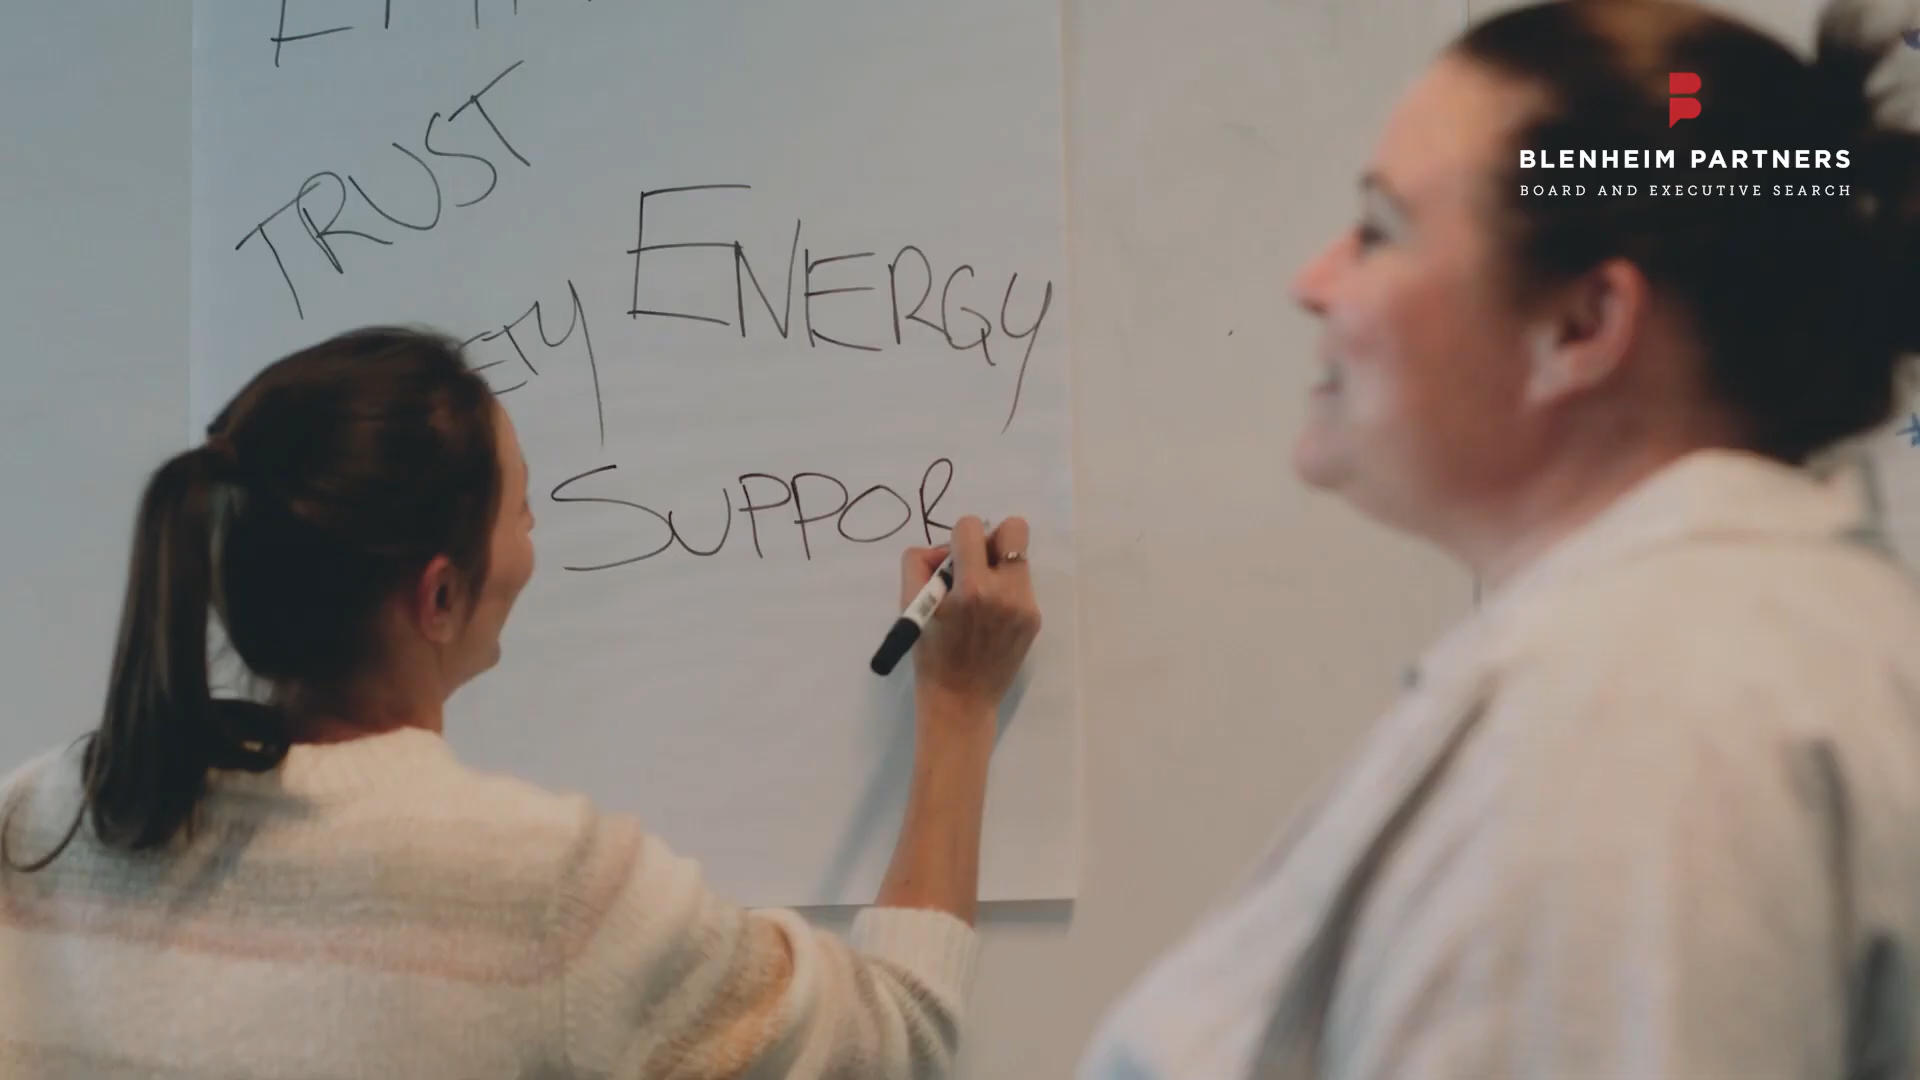 TRUST
ENERGY
SUPPOR
BLENHEIM PARTNERS
BOARD AND EXECUTIVE SEARCH